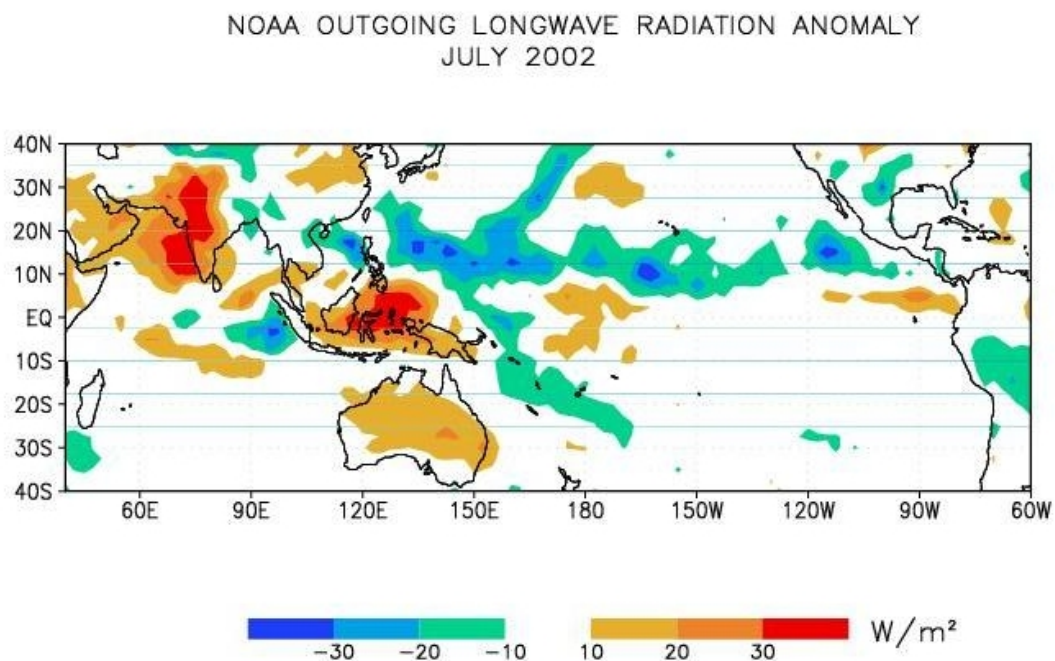 NOAA OUTGOING LONGWAVE RADIATION ANOMALY
JULY 2002
40N
30N
20N
10N
EQ
10S
20S
30S
40S
60E 90E 120E 150E 180 150W 120W 90W 60W
-30 -20 -10 10 20 30 W/m²